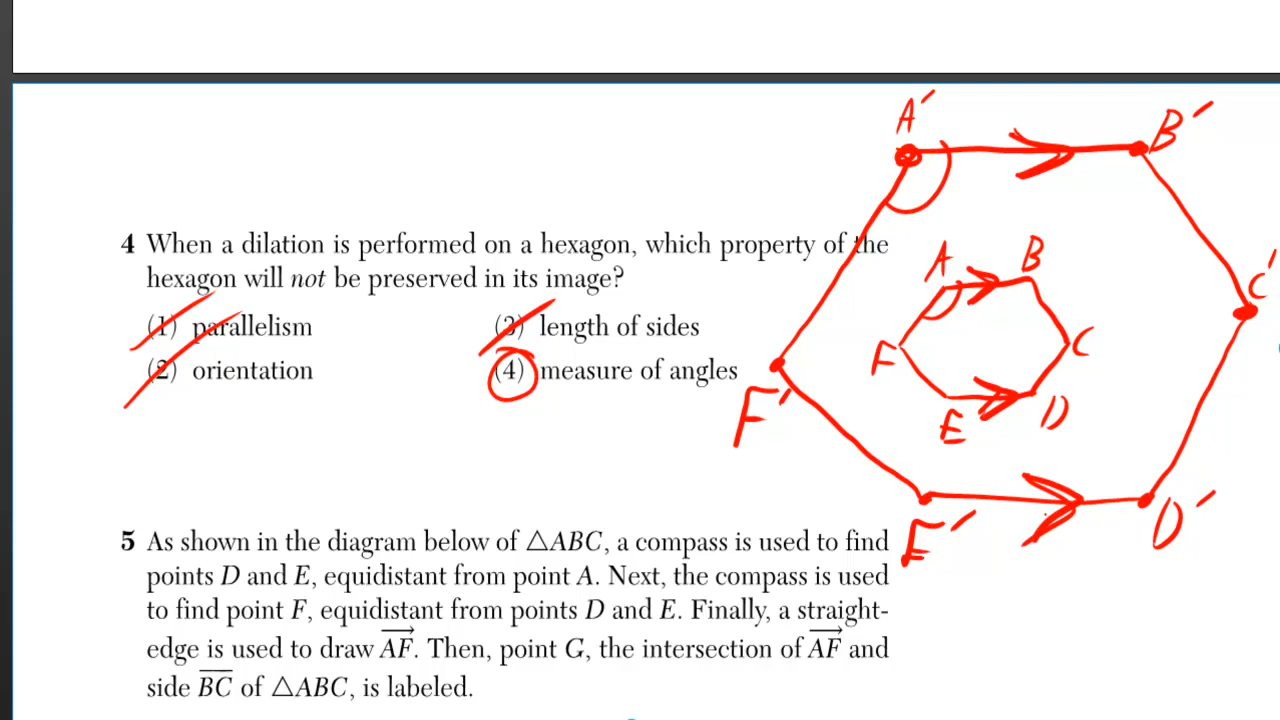 4 When a dilation is performed on a hexagon, which property of the
hexagon will not be preserved in its image?
(1) parallelism
(3) length of sides
(2) orientation
(4) measure of angles
A′
B′
A
B
C′
F
C
F′
E
D
E′
D′
5 As shown in the diagram below of △ABC, a compass is used to find
points D and E, equidistant from point A. Next, the compass is used
to find point F, equidistant from points D and E. Finally, a straight-
edge is used to draw AF. Then, point G, the intersection of AF and
side BC of △ABC, is labeled.